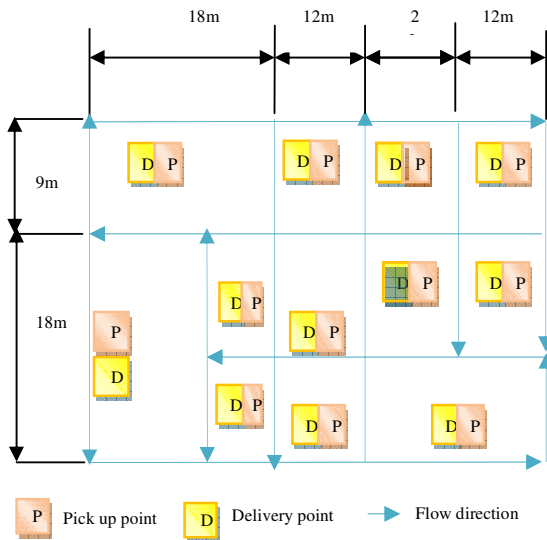 18m 12m 2 12m
-
D P D P D P D P
9m
D P D P
D P
18m
P
D P
D
D P
D P D P
P Pick up point D Delivery point Flow direction